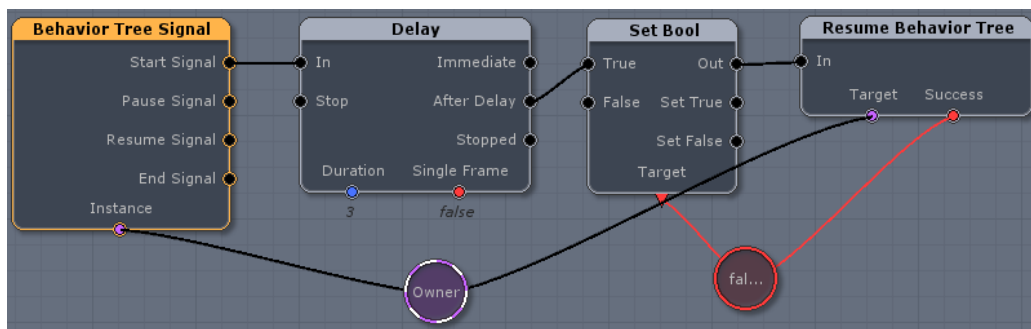 Behavior Tree Signal
Start Signal
Pause Signal
Resume Signal
End Signal
Instance
Delay
In Immediate
Stop After Delay
Stopped
Duration Single Frame
3 false
Set Bool
True Out
False Set True
Set False
Target
Resume Behavior Tree
In
Target Success
Owner
fal...